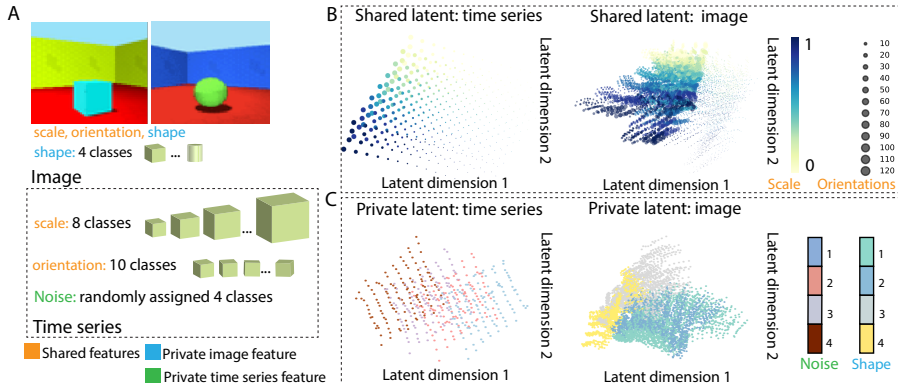 A
scale, orientation, shape
shape: 4 classes
...
Image
scale: 8 classes
...
orientation: 10 classes
...
Noise: randomly assigned 4 classes
Time series
Shared features
Private image feature
Private time series feature
B
Shared latent: time series
Shared latent: image
Latent dimension 2
Latent dimension 2
Latent dimension 1
1
0
Scale
Orientations
10
20
30
40
50
60
70
80
90
100
110
120
C
Private latent: time series
Private latent: image
Latent dimension 2
Latent dimension 2
Latent dimension 1
Latent dimension 1
1
2
3
4
Noise
1
2
3
4
Shape